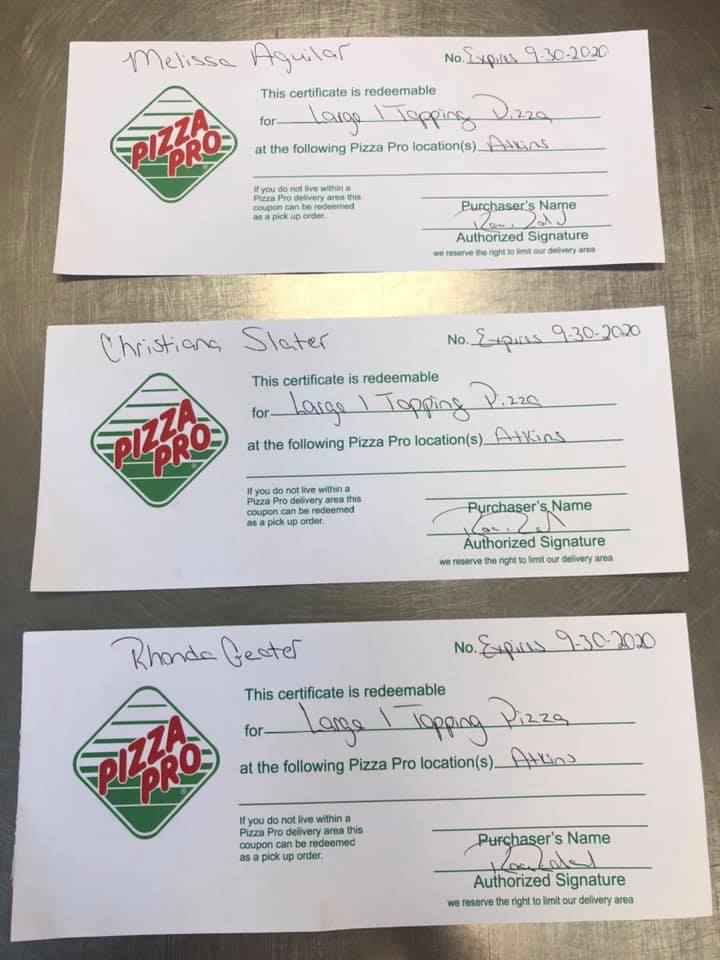 Melissa Aguilar
No. Expires 9-30-2020
PIZZA
PRO
This certificate is redeemable
for Large 1 Topping Pizza
at the following Pizza Pro location(s) Atkins
If you do not live within a
Pizza Pro delivery area this
coupon can be redeemed
as a pick up order.
Purchaser's Name
Authorized Signature
we reserve the right to limit our delivery area
Christiana Slater
No. Expires 9-30-2020
PIZZA
PRO
This certificate is redeemable
for Large 1 Topping Pizza
at the following Pizza Pro location(s) Atkins
If you do not live within a
Pizza Pro delivery area this
coupon can be redeemed
as a pick up order.
Purchaser's Name
Authorized Signature
we reserve the right to limit our delivery area
Rhonda
No. Expires 9-30-2020
PIZZA
PRO
This certificate is redeemable
for Large 1 Topping Pizza
at the following Pizza Pro location(s) Atkins
If you do not live within a
Pizza Pro delivery area this
coupon can be redeemed
as a pick up order.
Purchaser's Name
Authorized Signature
we reserve the right to limit our delivery area